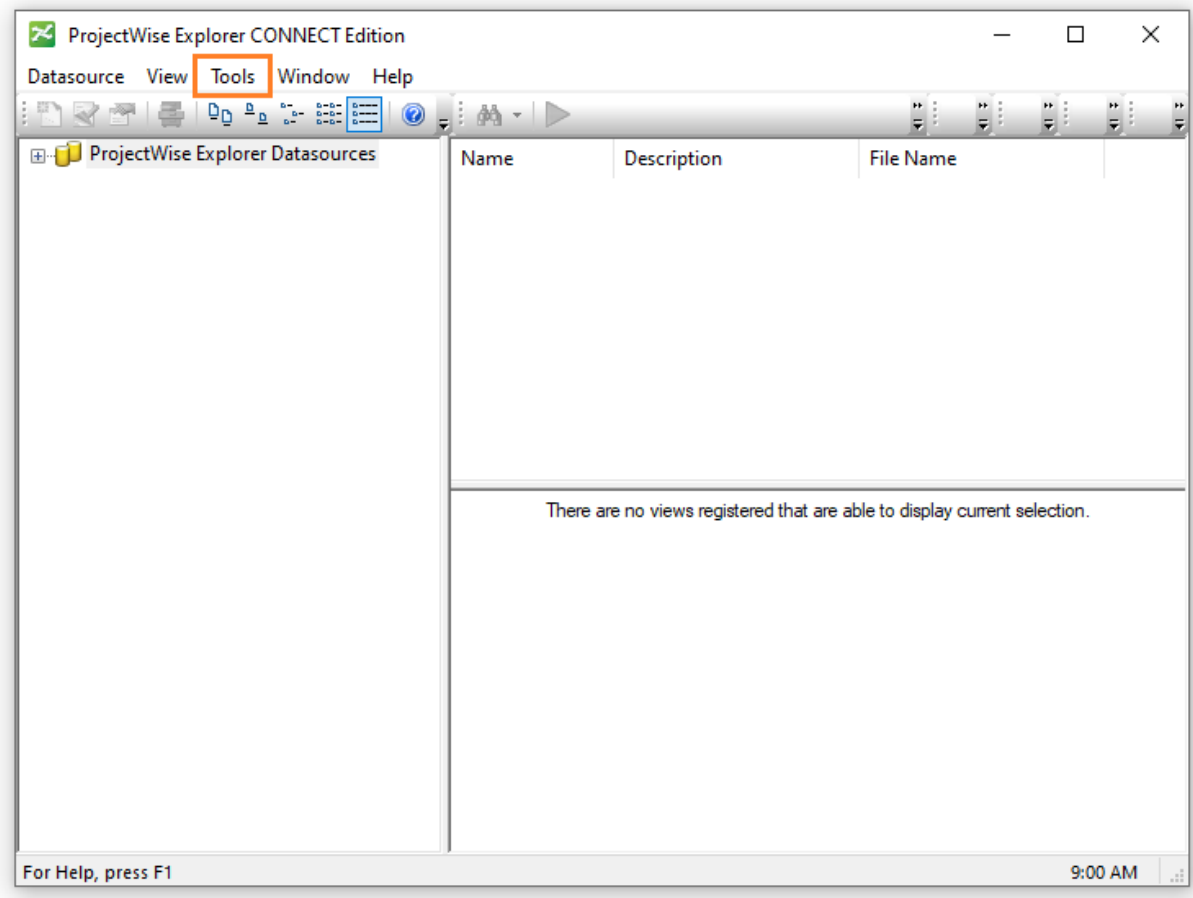 ProjectWise Explorer CONNECT Edition
Datasource View Tools Window Help
ProjectWise Explorer Datasources
Name Description File Name
There are no views registered that are able to display current selection.
For Help, press F1 9:00 AM